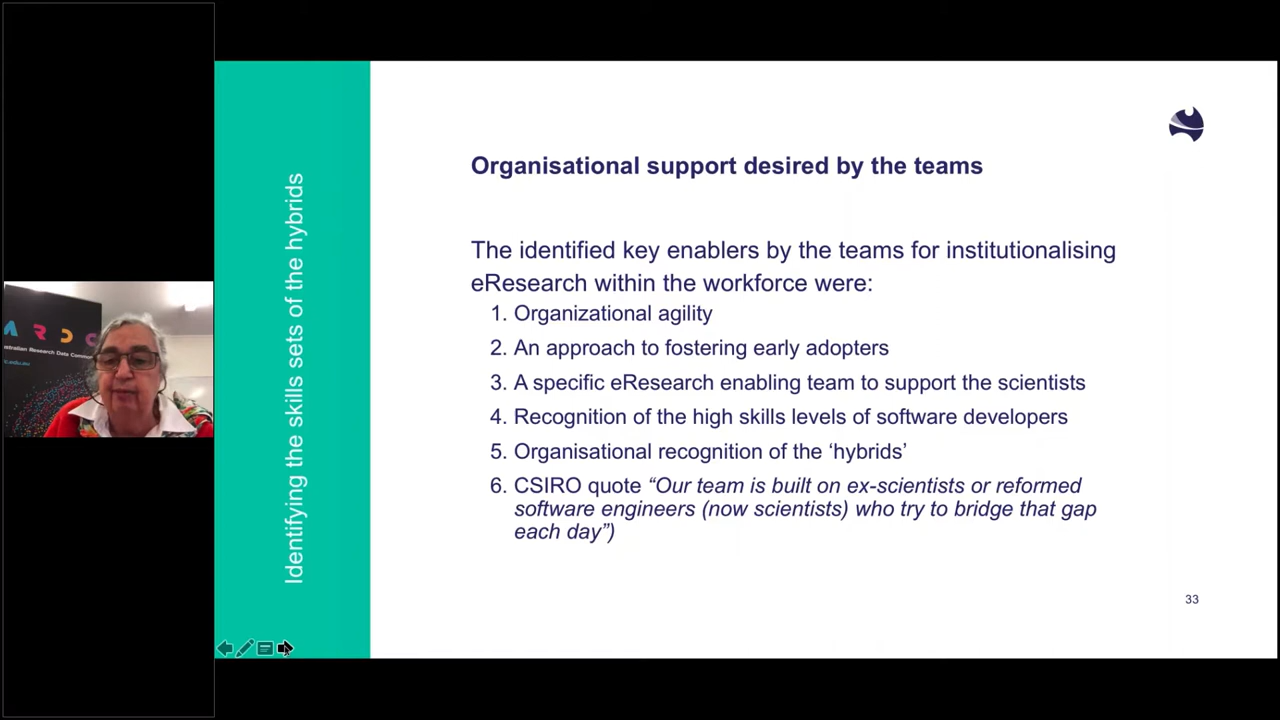 Identifying the skills sets of the hybrids
Organisational support desired by the teams
The identified key enablers by the teams for institutionalising
eResearch within the workforce were:
1. Organizational agility
2. An approach to fostering early adopters
3. A specific eResearch enabling team to support the scientists
4. Recognition of the high skills levels of software developers
5. Organisational recognition of the ‘hybrids’
6. CSIRO quote “Our team is built on ex-scientists or reformed
software engineers (now scientists) who try to bridge that gap
each day”)
33
A R D C
Research Data